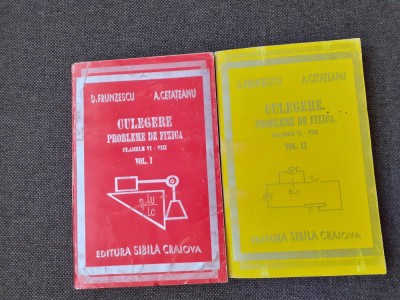 D.FRUNZESCU A.CETATEANU
CULEGERE
PROBLEME DE FIZICA
CLASELE VI - VIII
VOL. I
EDITURA SIBILA CRAIOVA
D.FRUNZESCU A.CETATEANU
CULEGERE
PROBLEME DE FIZICA
CLASELE VI - VIII
VOL. II
EDITURA SIBILA CRAIOVA